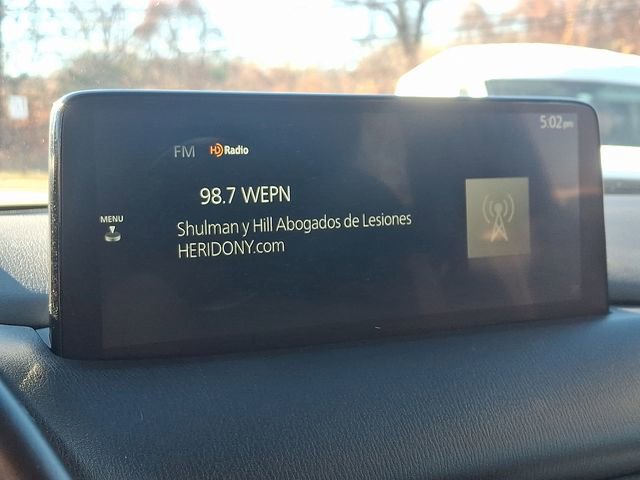 5:02pm
FM HD Radio
98.7 WEPN
MENU
Shulman y Hill Abogados de Lesiones
HERIDONY.com